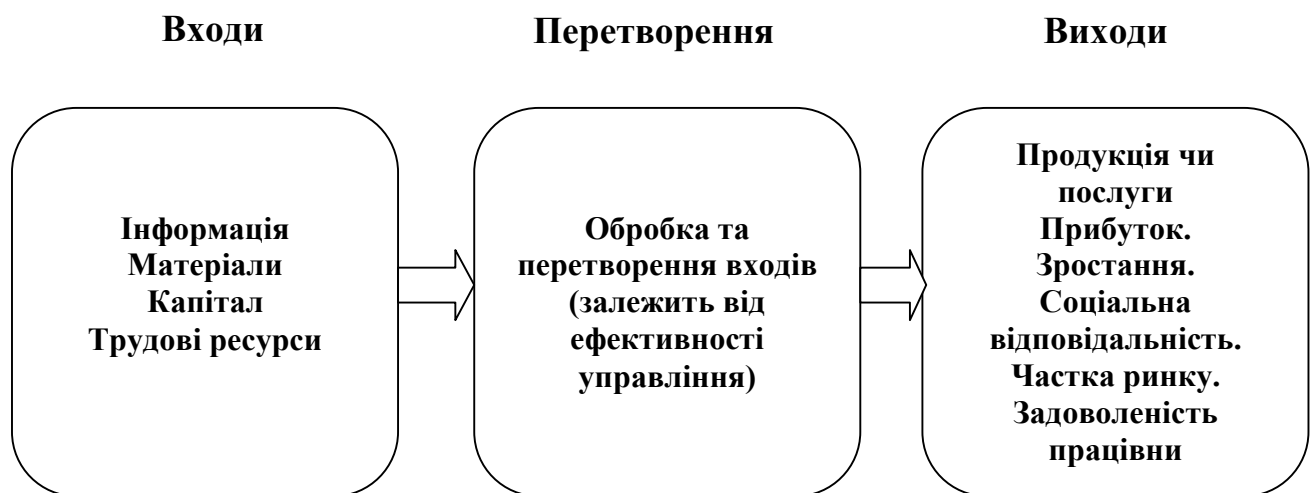 Входи
Перетворення
Виходи
Інформація
Матеріали
Капітал
Трудові ресурси
Обробка та
перетворення входів
(залежить від
ефективності
управління)
Продукція чи
послуги
Прибуток.
Зростання.
Соціальна
відповідальність.
Частка ринку.
Задоволеність
працівни